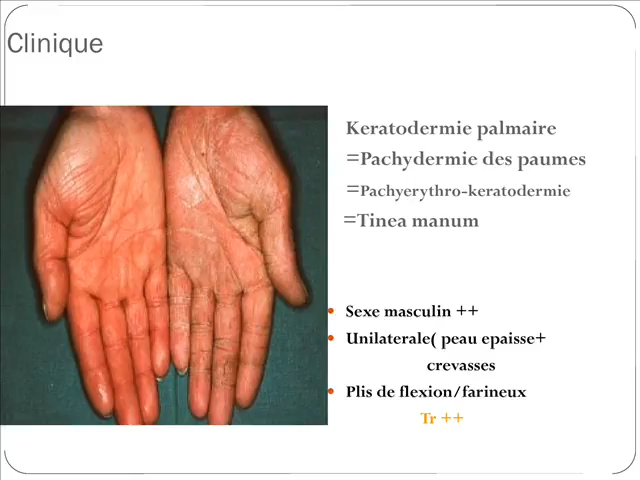 Clinique
Keratodermie palmaire
=Pachydermie des paumes
=Pachyerythro-keratodermie
=Tinea manum
• Sexe masculin ++
• Unilaterale( peau epaisse+
crevasses
• Plis de flexion/farineux
Tr ++